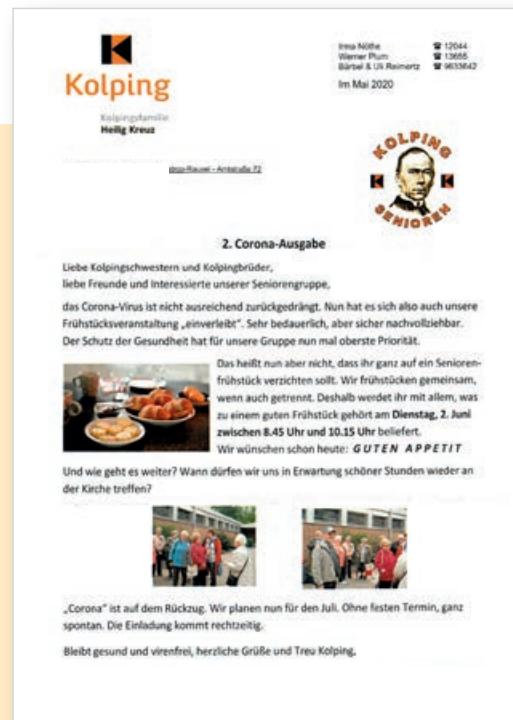 Kolping
Kolpingsfamilie
Heilig Kreuz
Irma Nöthe ☎ 12044
Werner Plum ☎ 13655
Bärbel & Uli Reimertz ☎ 9633642
Im Mai 2020
KOLPING
K K
SENIOREN
-Rauxel - Amtstraße 72
2. Corona-Ausgabe
Liebe Kolpingschwestern und Kolpingbrüder,
liebe Freunde und Interessierte unserer Seniorengruppe,
das Corona-Virus ist nicht ausreichend zurückgedrängt. Nun hat es sich also auch unsere
Frühstücksveranstaltung „einverleibt“. Sehr bedauerlich, aber sicher nachvollziehbar.
Der Schutz der Gesundheit hat für unsere Gruppe nun mal oberste Priorität.
Das heißt nun aber nicht, dass ihr ganz auf ein Senioren-
frühstück verzichten sollt. Wir frühstücken gemeinsam,
wenn auch getrennt. Deshalb werdet ihr mit allem, was
zu einem guten Frühstück gehört am Dienstag, 2. Juni
zwischen 8.45 Uhr und 10.15 Uhr beliefert.
Wir wünschen schon heute: GUTEN APPETIT
Und wie geht es weiter? Wann dürfen wir uns in Erwartung schöner Stunden wieder an
der Kirche treffen?
„Corona“ ist auf dem Rückzug. Wir planen nun für den Juli. Ohne festen Termin, ganz
spontan. Die Einladung kommt rechtzeitig.
Bleibt gesund und virenfrei, herzliche Grüße und Treu Kolping.